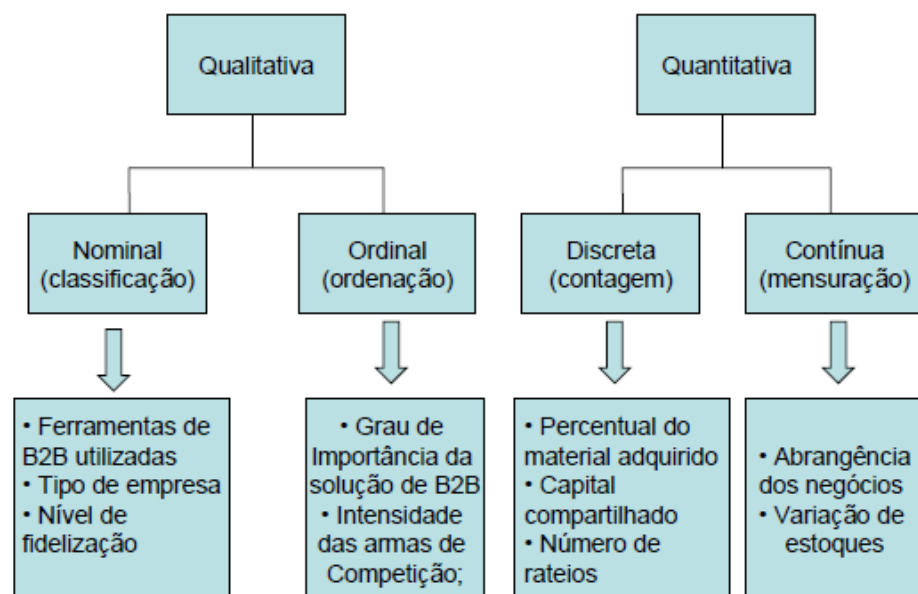 Qualitativa
Quantitativa
Nominal
(classificação)
Ordinal
(ordenação)
Discreta
(contagem)
Contínua
(mensuração)
• Ferramentas de
B2B utilizadas
• Tipo de empresa
• Nível de
fidelização
• Grau de
Importância da
solução de B2B
• Intensidade
das armas de
Competição;
• Percentual do
material adquirido
• Capital
compartilhado
• Número de
rateios
• Abrangência
dos negócios
• Variação de
estoques